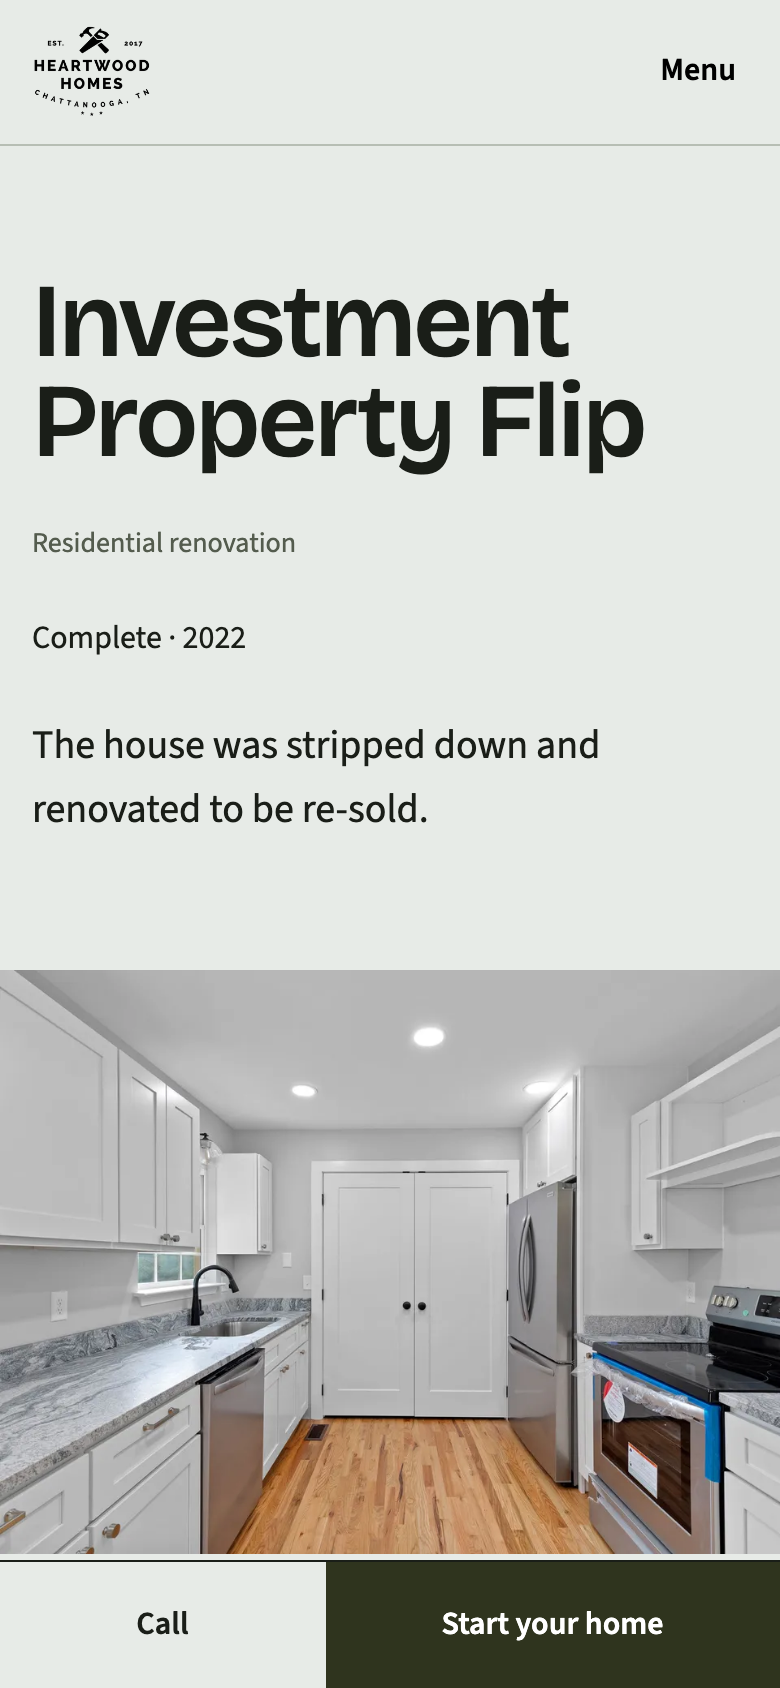 EST. 2017
HEARTWOOD
HOMES
CHATTANOOGA, TN
Menu
Investment
Property Flip
Residential renovation
Complete · 2022
The house was stripped down and
renovated to be re-sold.
Call
Start your home